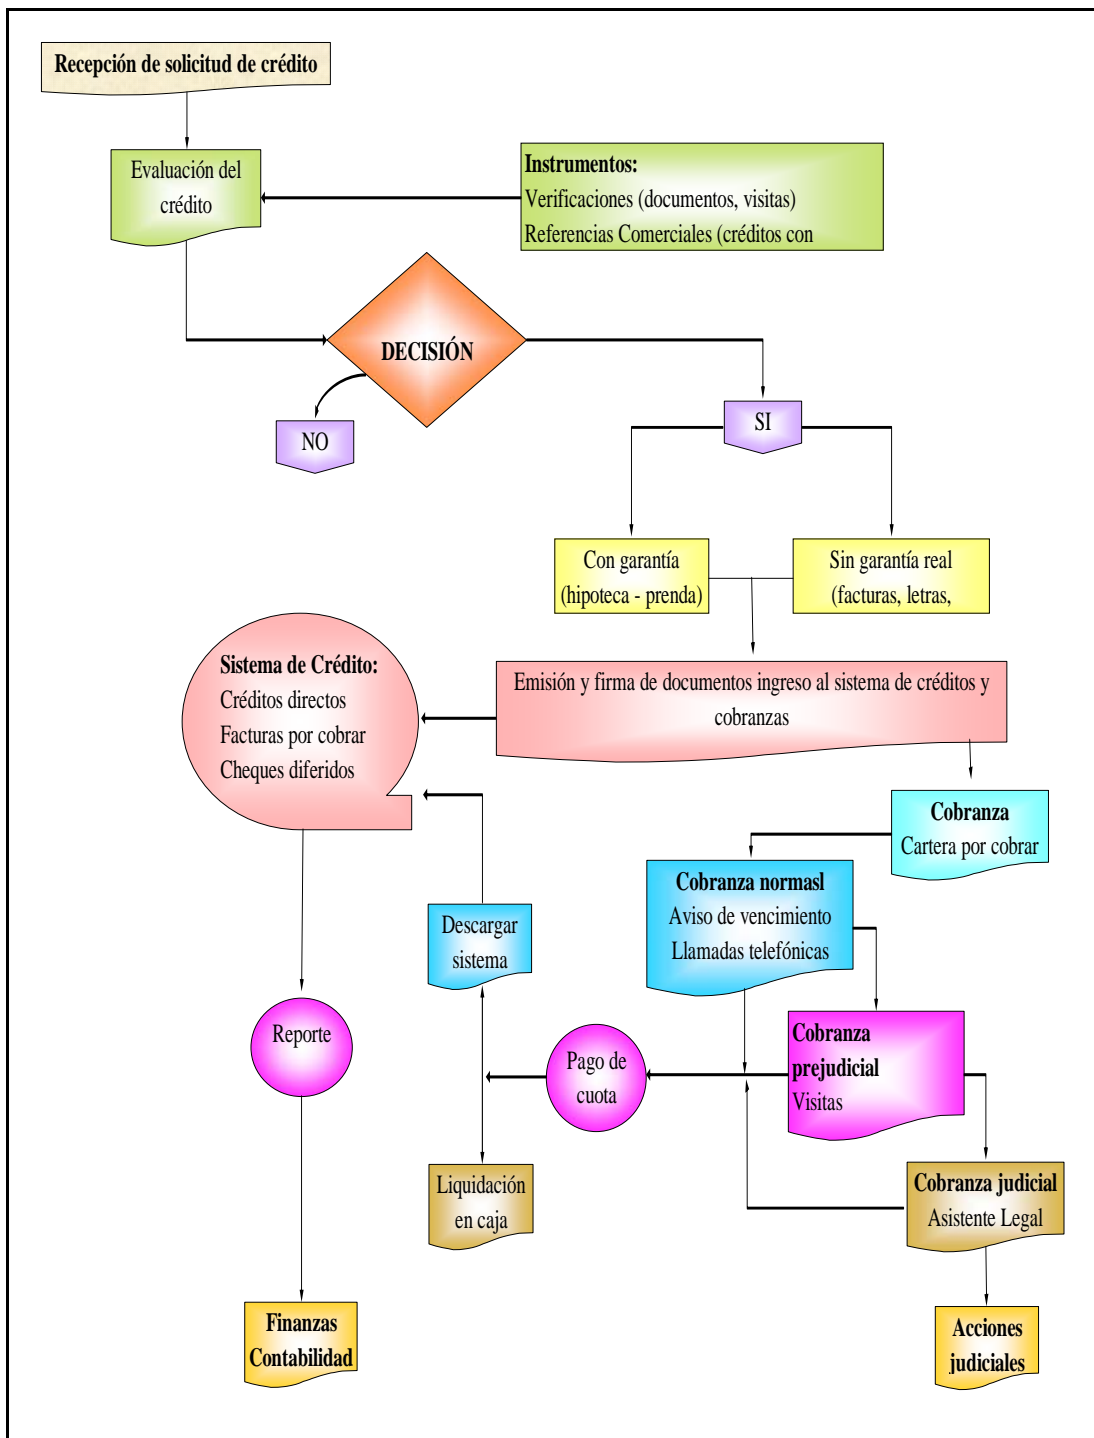 Recepción de solicitud de crédito
Evaluación del
crédito
Instrumentos:
Verificaciones (documentos, visitas)
Referencias Comerciales (créditos con
DECISIÓN
NO
SI
Con garantía
(hipoteca - prenda)
Sin garantía real
(facturas, letras,
Sistema de Crédito:
Créditos directos
Facturas por cobrar
Cheques diferidos
Emisión y firma de documentos ingreso al sistema de créditos y
cobranzas
Cobranza
Cartera por cobrar
Cobranza normasl
Aviso de vencimiento
Llamadas telefónicas
Descargar
sistema
Reporte
Pago de
cuota
Cobranza
prejudicial
Visitas
Liquidación
en caja
Cobranza judicial
Asistente Legal
Finanzas
Contabilidad
Acciones
judiciales